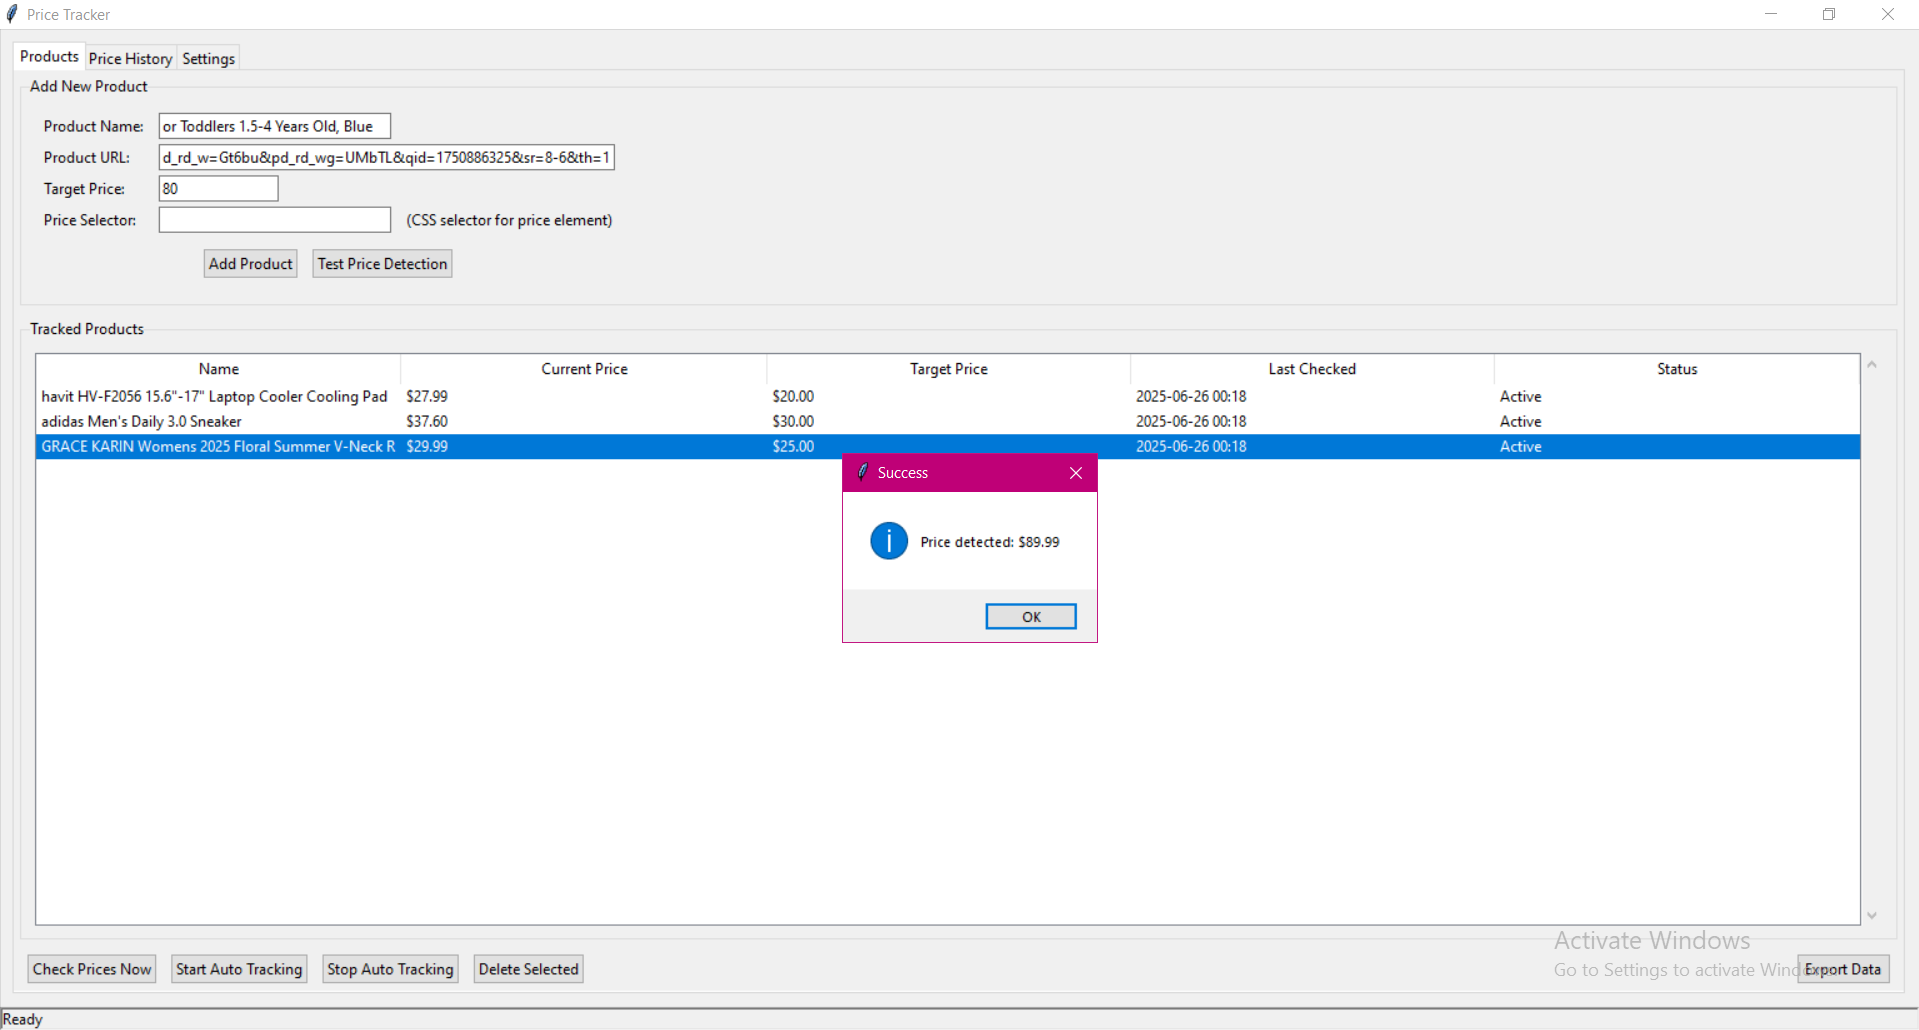 Price Tracker
Products Price History Settings
Add New Product
Product Name: or Toddlers 1.5-4 Years Old, Blue
Product URL: d_rd_w=Gt6bu&pd_rd_wg=UMbTL&qid=1750886325&sr=8-6&th=1
Target Price: 80
Price Selector: (CSS selector for price element)
Add Product Test Price Detection
Tracked Products
Name Current Price Target Price Last Checked Status
havit HV-F2056 15.6"-17" Laptop Cooler Cooling Pad $27.99 $20.00 2025-06-26 00:18 Active
adidas Men's Daily 3.0 Sneaker $37.60 $30.00 2025-06-26 00:18 Active
GRACE KARIN Womens 2025 Floral Summer V-Neck R $29.99 $25.00 2025-06-26 00:18 Active
Success
Price detected: $89.99
OK
Activate Windows
Go to Settings to activate
Check Prices Now Start Auto Tracking Stop Auto Tracking Delete Selected Export Data
Ready